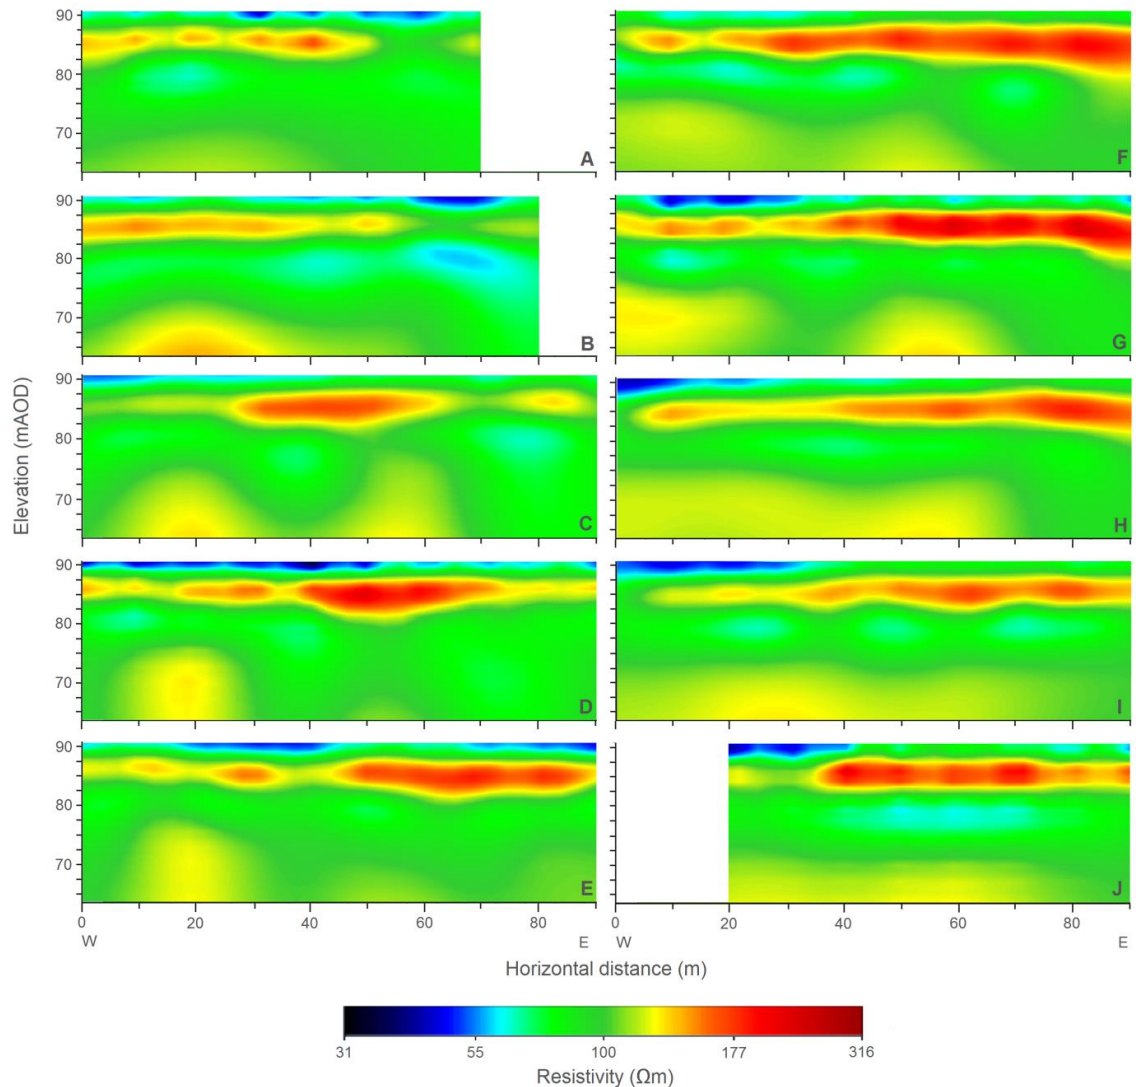 90
80
70
A
F
90
80
70
B
G
Elevation (mAOD)
90
80
70
C
H
90
80
70
D
I
90
80
70
E
J
0 20 40 60 80 0 20 40 60 80
W E W E
Horizontal distance (m)
31 55 100 177 316
Resistivity (Ωm)